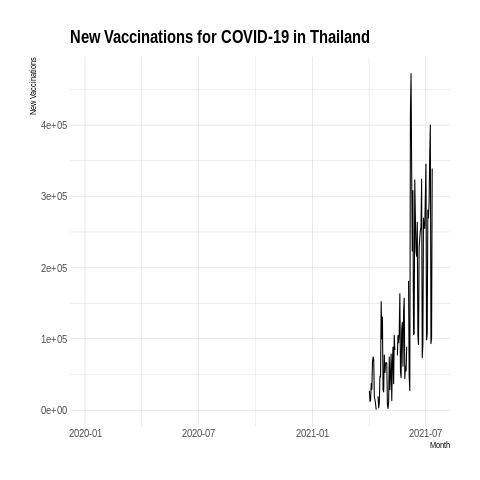 New Vaccinations for COVID-19 in Thailand
New Vaccinations
4e+05
3e+05
2e+05
1e+05
0e+00
2020-01 2020-07 2021-01 2021-07
Month